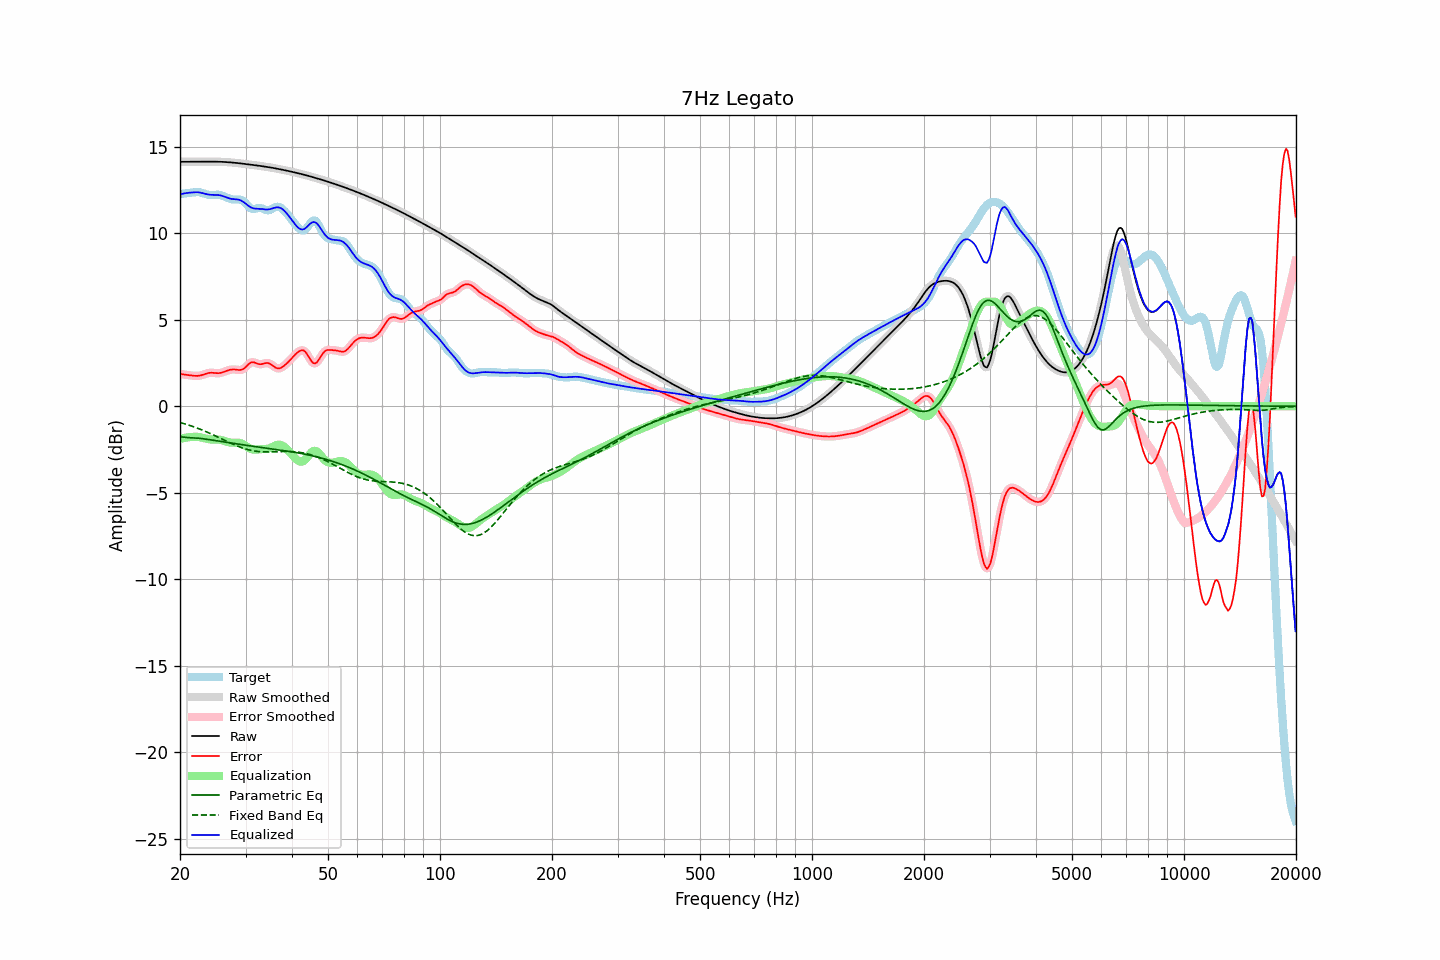 7Hz Legato
Amplitude (dBr)
15
10
5
0
−5
−10
−15
−20
−25
Target
Raw Smoothed
Error Smoothed
Raw
Error
Equalization
Parametric Eq
Fixed Band Eq
Equalized
20 50 100 200 500 1000 2000 5000 10000 20000
Frequency (Hz)